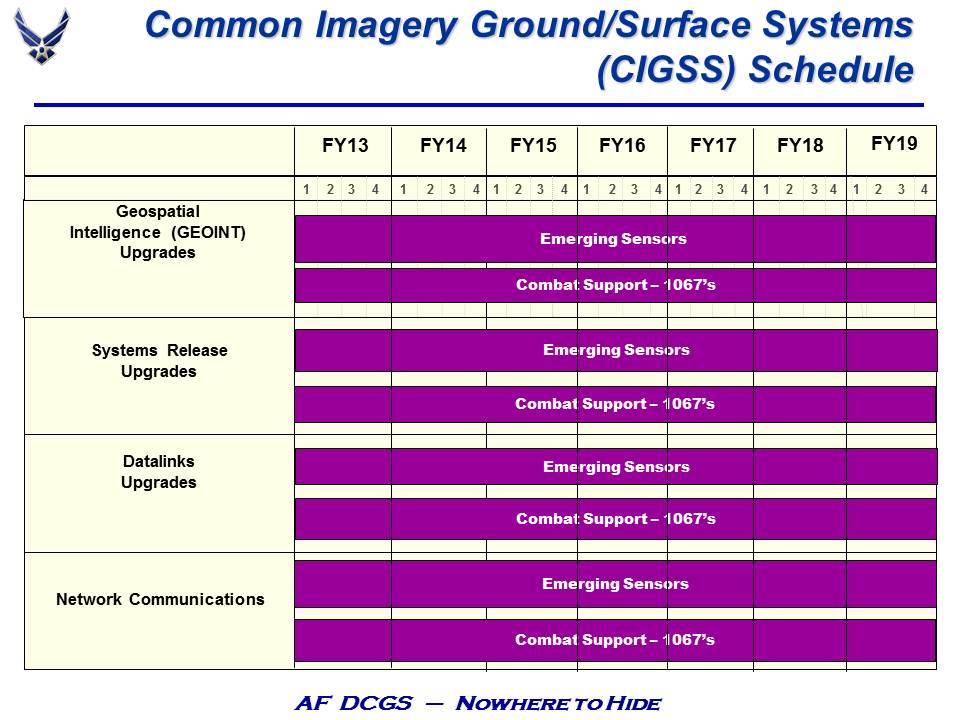 Common Imagery Ground/Surface Systems
(CIGSS) Schedule
FY13 FY14 FY15 FY16 FY17 FY18 FY19
1 2 3 4 1 2 3 4 1 2 3 4 1 2 3 4 1 2 3 4 1 2 3 4 1 2 3 4
Geospatial
Intelligence (GEOINT)
Upgrades
Emerging Sensors
Combat Support – 1067’s
Systems Release
Upgrades
Emerging Sensors
Combat Support – 1067’s
Datalinks
Upgrades
Emerging Sensors
Combat Support – 1067’s
Network Communications
Emerging Sensors
Combat Support – 1067’s
AF DCGS — Nowhere to Hide